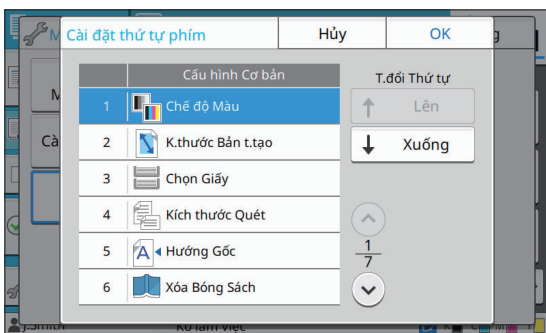 Cài đặt thứ tự phím
Hủy
OK
Cấu hình Cơ bản
T.đổi Thứ tự
1 Chế độ Màu
Lên
2 K.thước Bản t.tạo
Xuống
3 Chọn Giấy
4 Kích thước Quét
5 Hướng Gốc
1
7
6 Xóa Bóng Sách
M
M
Cà